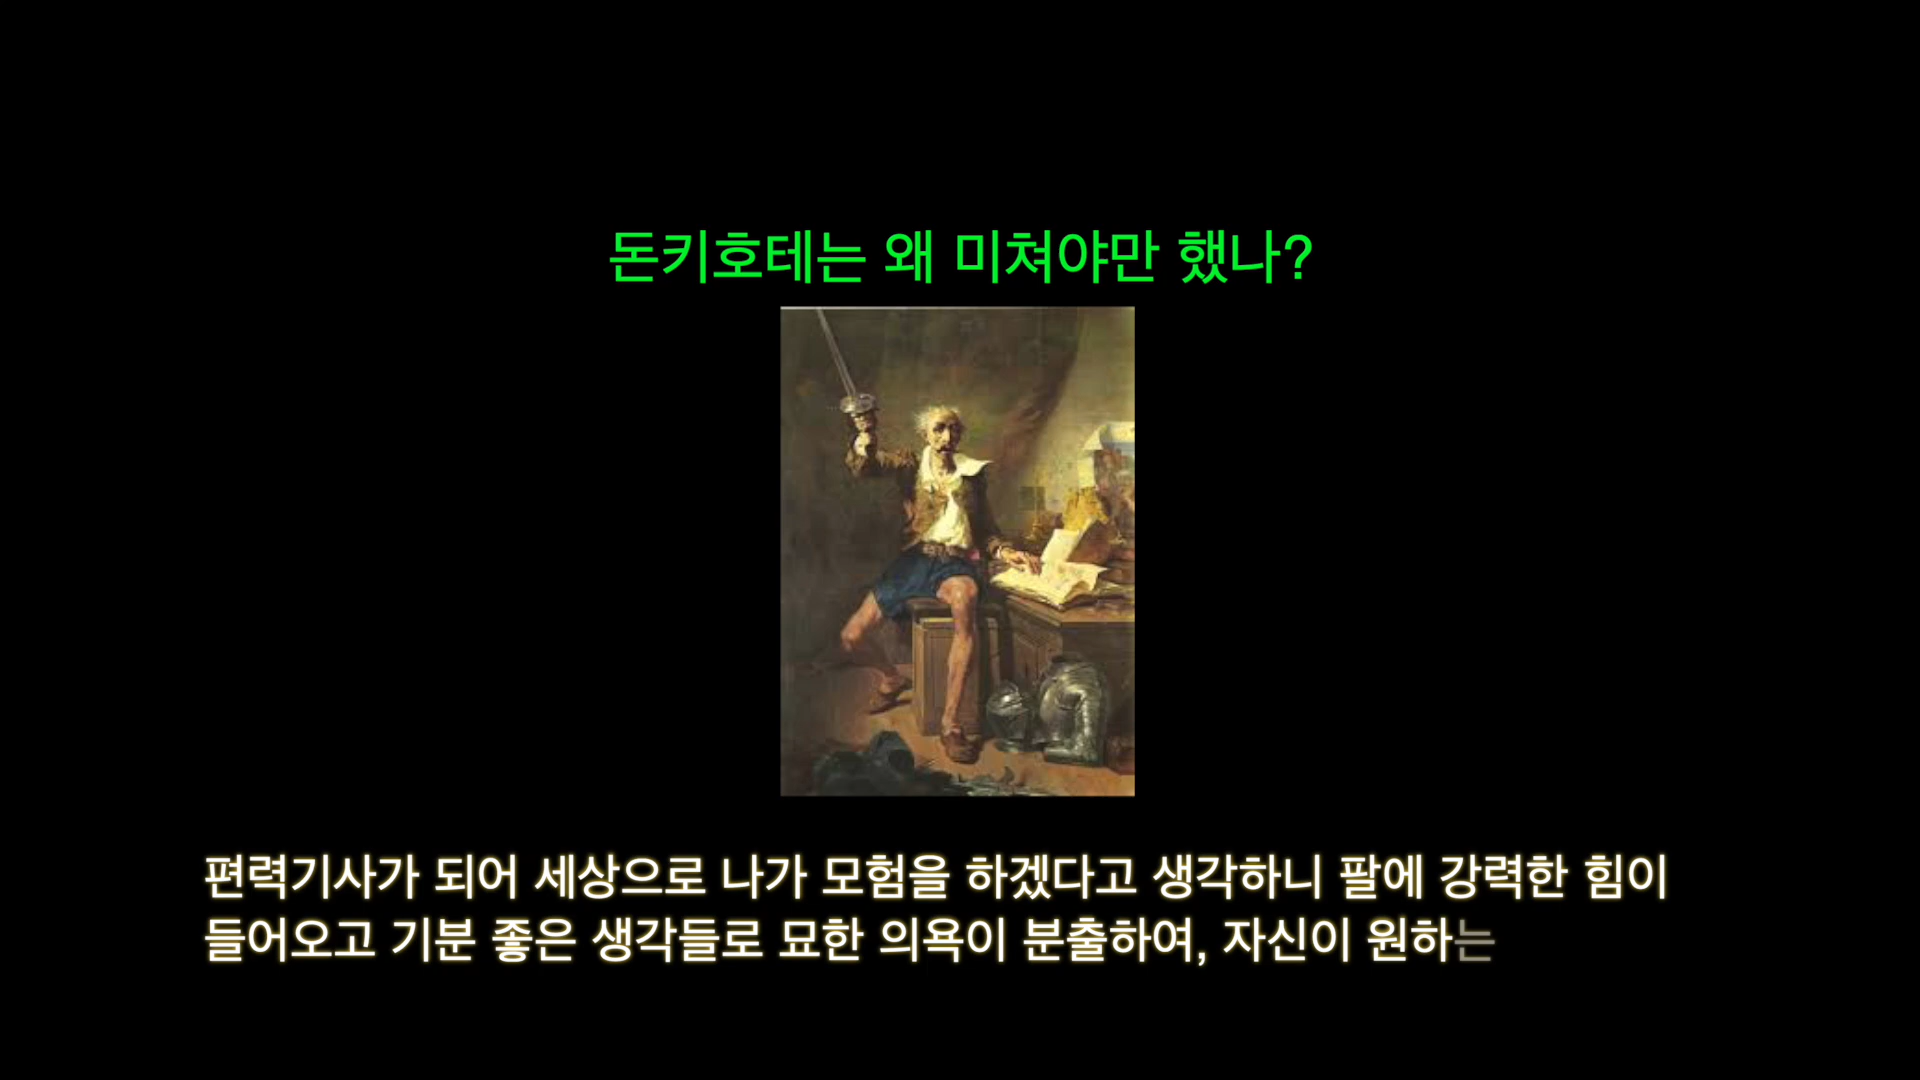 돈키호테는 왜 미쳐야만 했나?
편력기사가 되어 세상으로 나가 모험을 하겠다고 생각하니 팔에 강력한 힘이
들어오고 기분 좋은 생각들로 묘한 의욕이 분출하여, 자신이 원하는